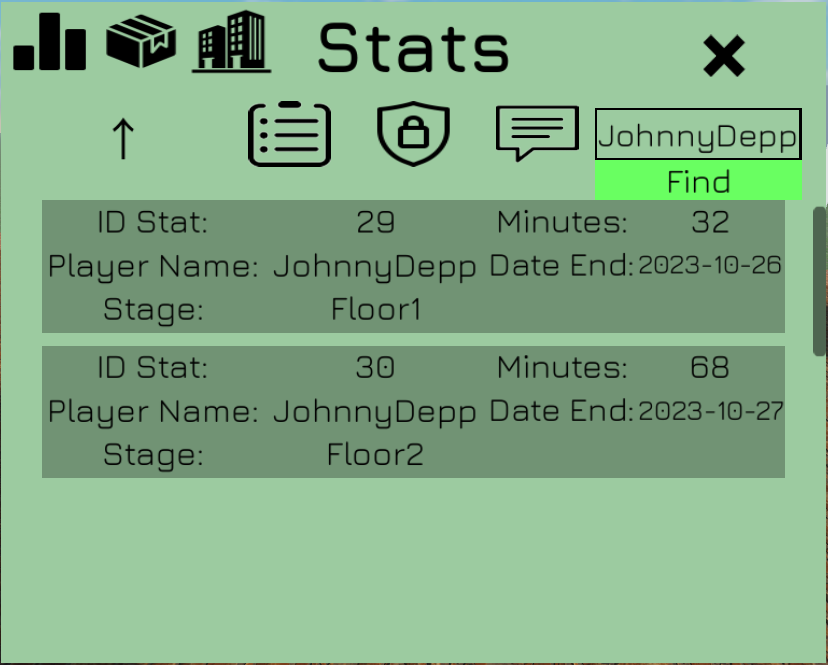 Stats
JohnnyDepp
Find
ID Stat: 29 Minutes: 32
Player Name: JohnnyDepp Date End: 2023-10-26
Stage: Floor1
ID Stat: 30 Minutes: 68
Player Name: JohnnyDepp Date End: 2023-10-27
Stage: Floor2